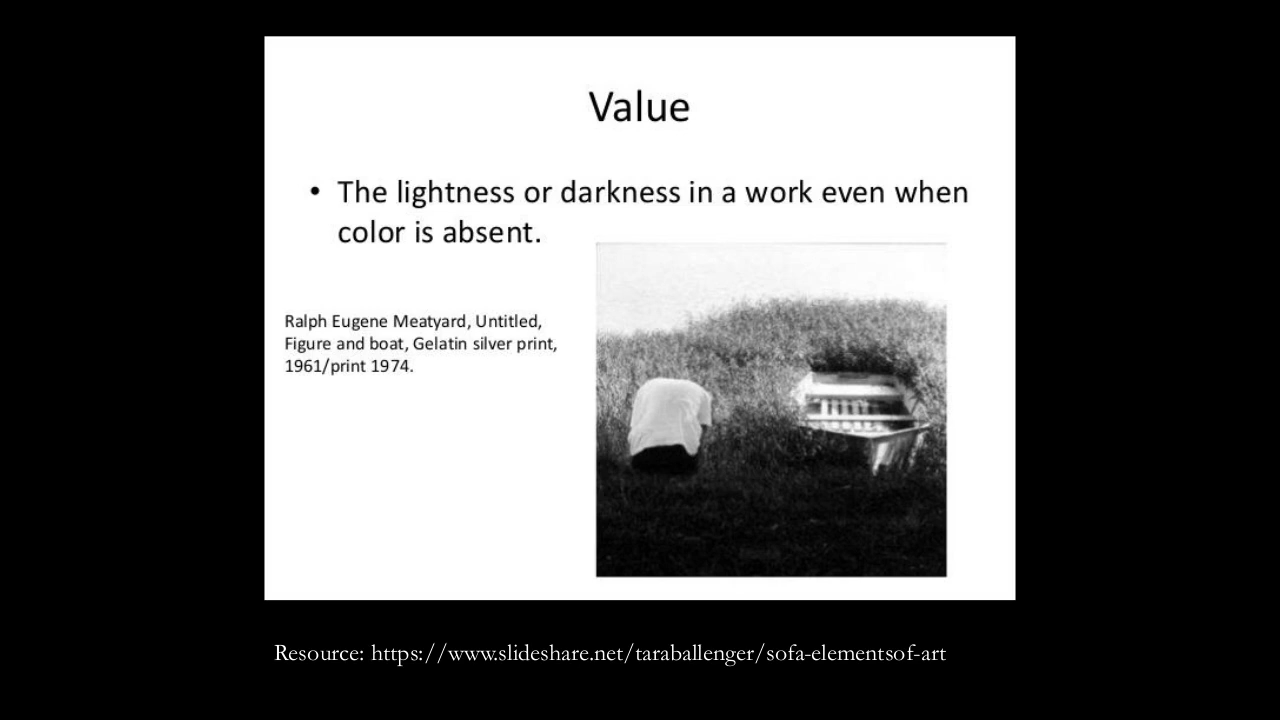 Value
• The lightness or darkness in a work even when
color is absent.
Ralph Eugene Meatyard, Untitled,
Figure and boat, Gelatin silver print,
1961/print 1974.
Resource: https://www.slideshare.net/taraballenger/sofa-elementsof-art